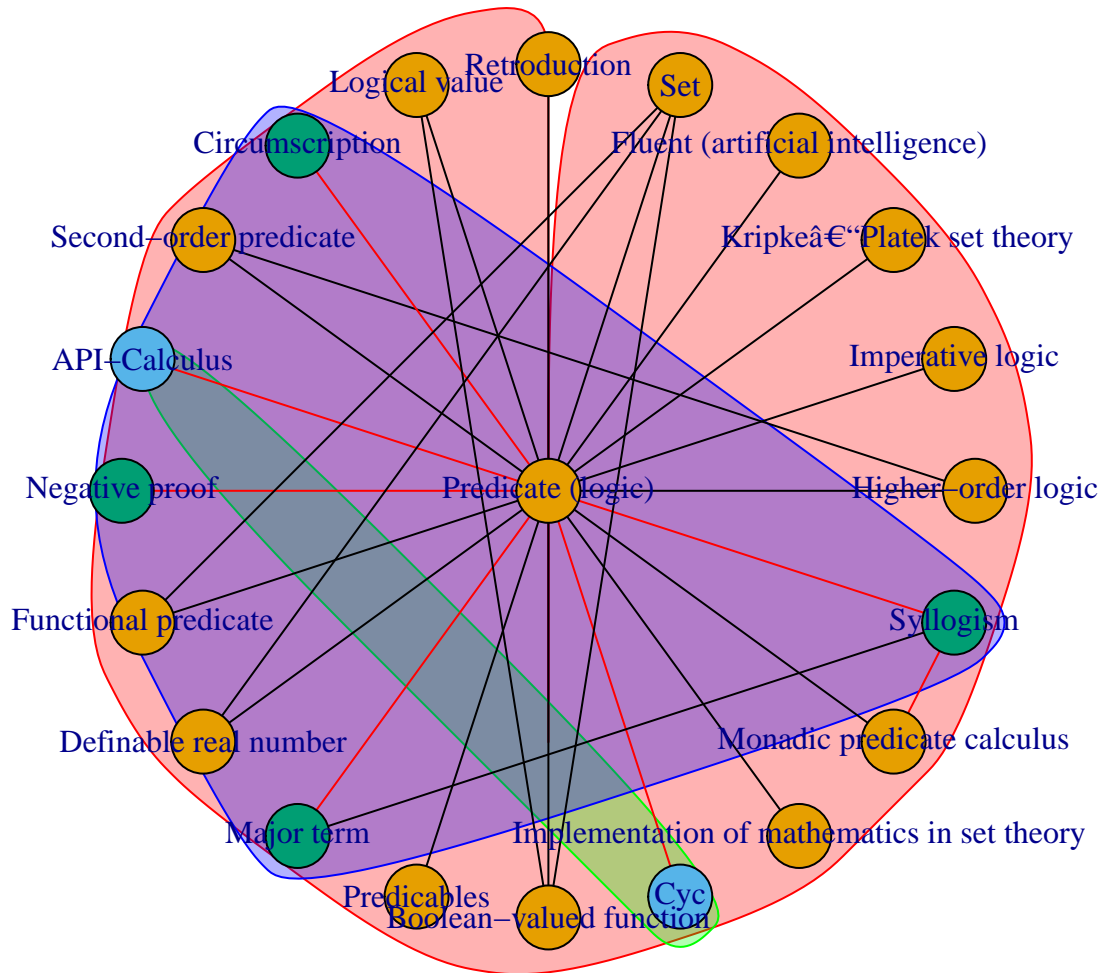 Retroduction
Logical value
Set
Circumscription
Fluent (artificial intelligence)
Second−order predicate
Kripkeâ€“Platek set theory
API−Calculus
Imperative logic
Negative proof
Predicate (logic)
Higher−order logic
Functional predicate
Syllogism
Definable real number
Monadic predicate calculus
Major term
Implementation of mathematics in set theory
Predicables
Cyc
Boolean−valued function